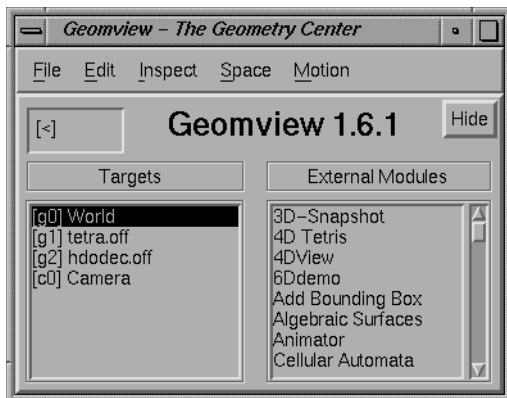 Geomview – The Geometry Center
File Edit Inspect Space Motion
[<] Geomview 1.6.1 Hide
Targets
[g0] World
[g1] tetra.off
[g2] hdodec.off
[c0] Camera
External Modules
3D–Snapshot
4D Tetris
4DView
6Ddemo
Add Bounding Box
Algebraic Surfaces
Animator
Cellular Automata